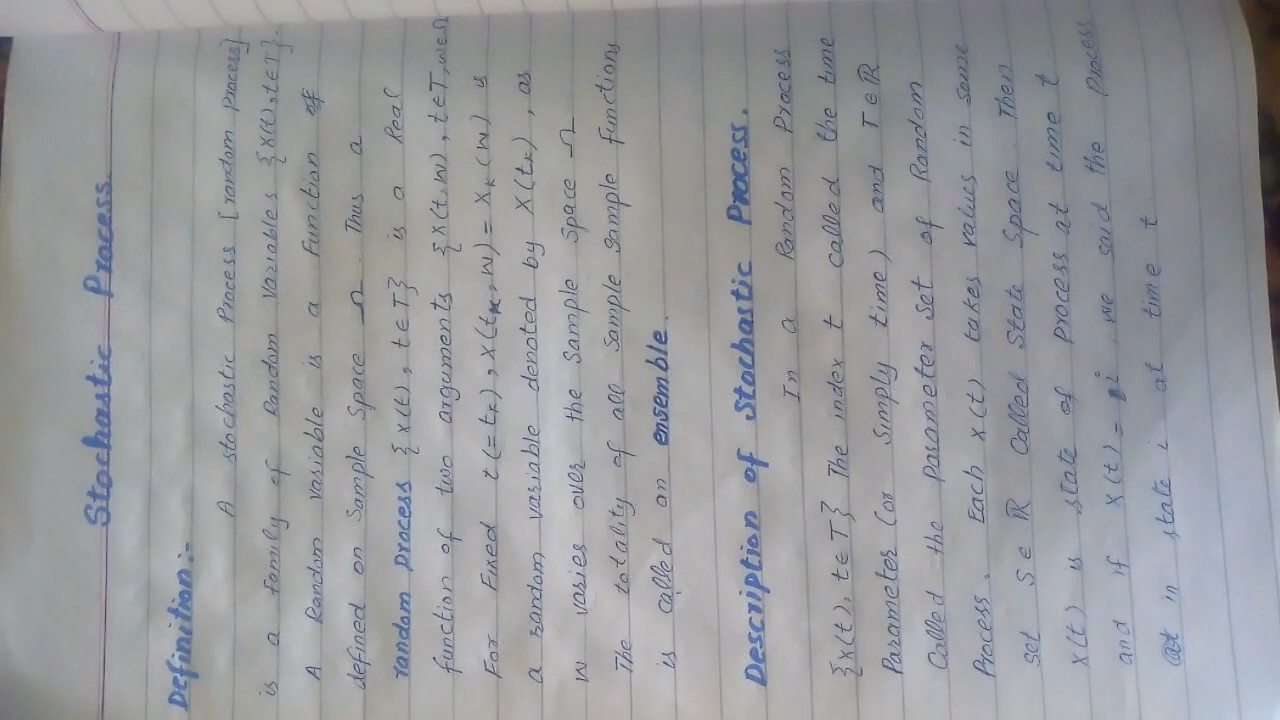 Stochastic Process.
Definition:-
A stochastic Process [random process]
is a family of Random variables {X(t), t∈T}.
A Random variable is a Function of
defined on Sample Space Ω. Thus a
random process {X(t), t∈T} is a Real
function of two arguments {X(t,w), t∈T, w∈Ω
For Fixed t(=tk), X(tk,w) = Xk(w) is
a random variable denoted by X(tk), as
w varies over the Sample Space Ω
The totality of all Sample Sample functions
is called an ensemble.
Description of Stochastic Process.
In a Random Process
{X(t), t∈T} The index t called the time
Parameter (or simply time) and T∈ℝ
Called the parameter Set of Random
Process. Each X(t) takes values in some
Set S∈ℝ Called State Space. Then
X(t) is state of process at time t
and if X(t) = i, we said the process
at in state i at time t